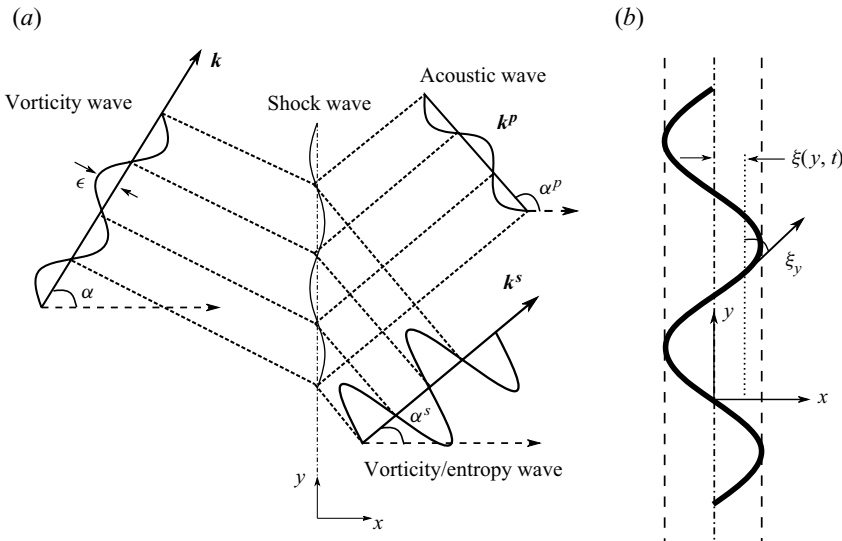 (a)
(b)
k
Vorticity wave
Shock wave
Acoustic wave
k^p
ϵ
α^p
ξ(y, t)
α
k^s
ξ_y
y
x
α^s
Vorticity/entropy wave
y
x